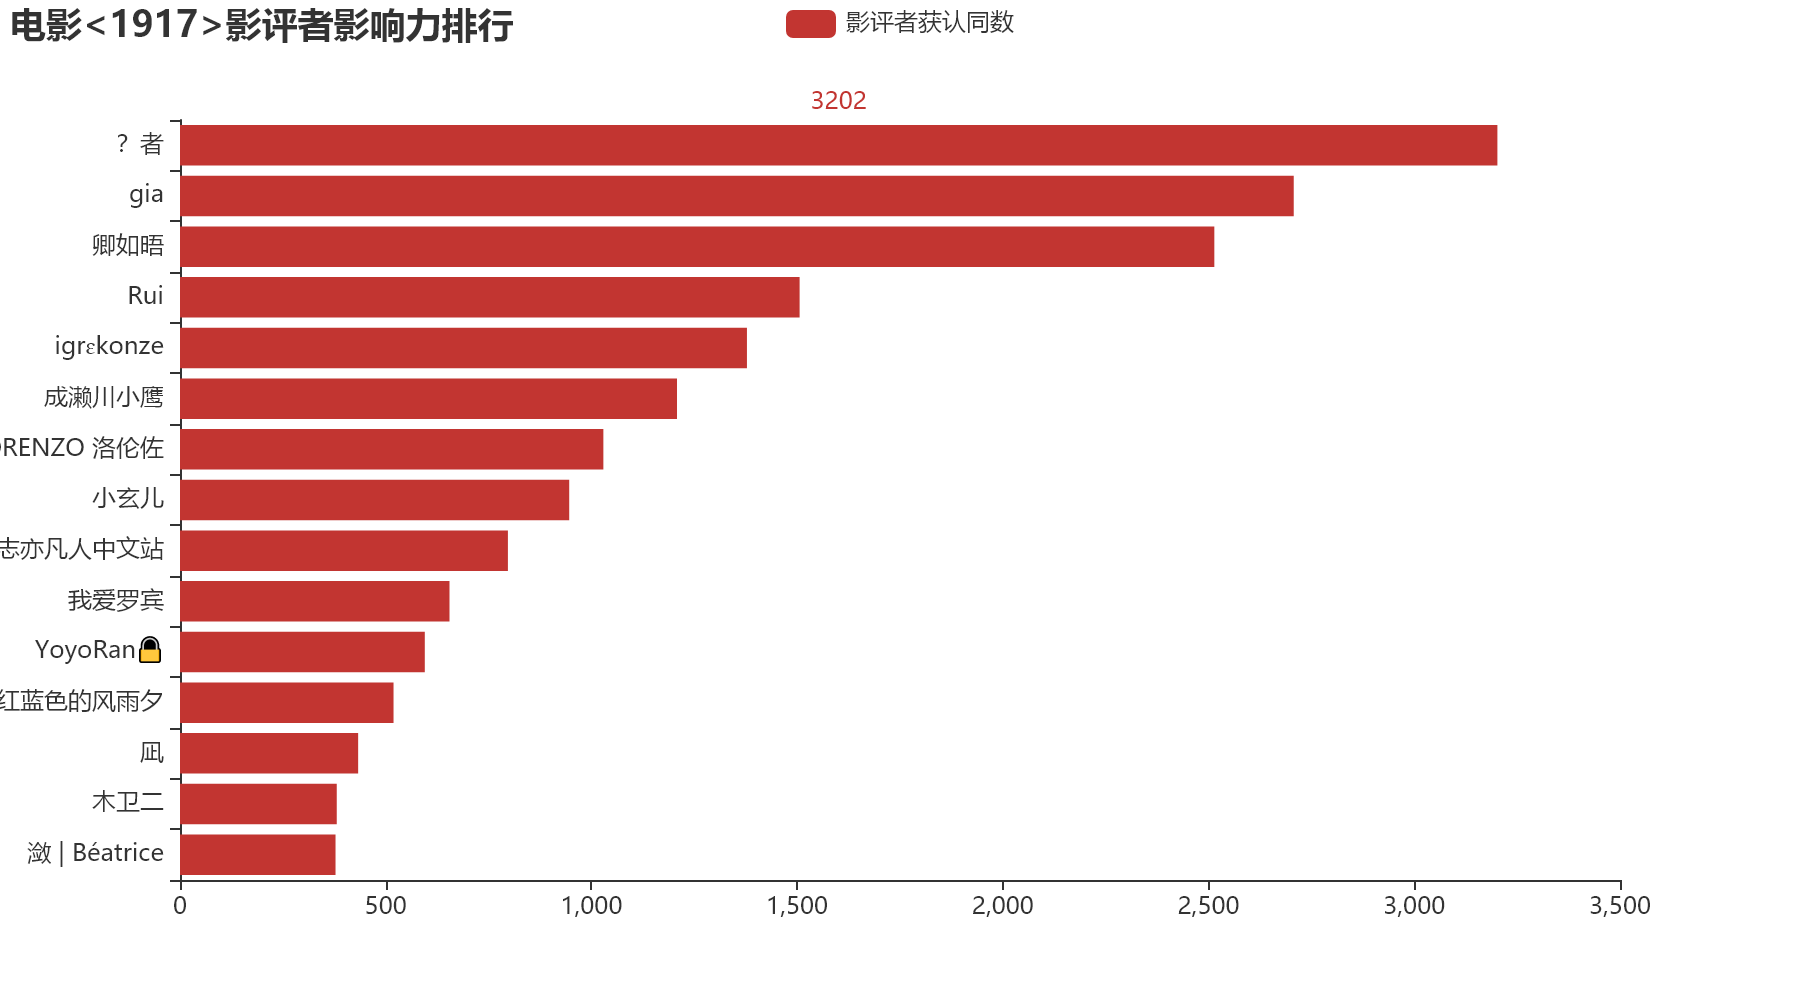 电影<1917>影评者影响力排行
影评者获认同数
3202
？者
gia
卿如晤
Rui
igrεkonze
成濑川小鹰
ORENZO 洛伦佐
小玄儿
志亦凡人中文站
我爱罗宾
YoyoRan🔒
红蓝色的风雨夕
凪
木卫二
潋 | Béatrice
0 500 1,000 1,500 2,000 2,500 3,000 3,500